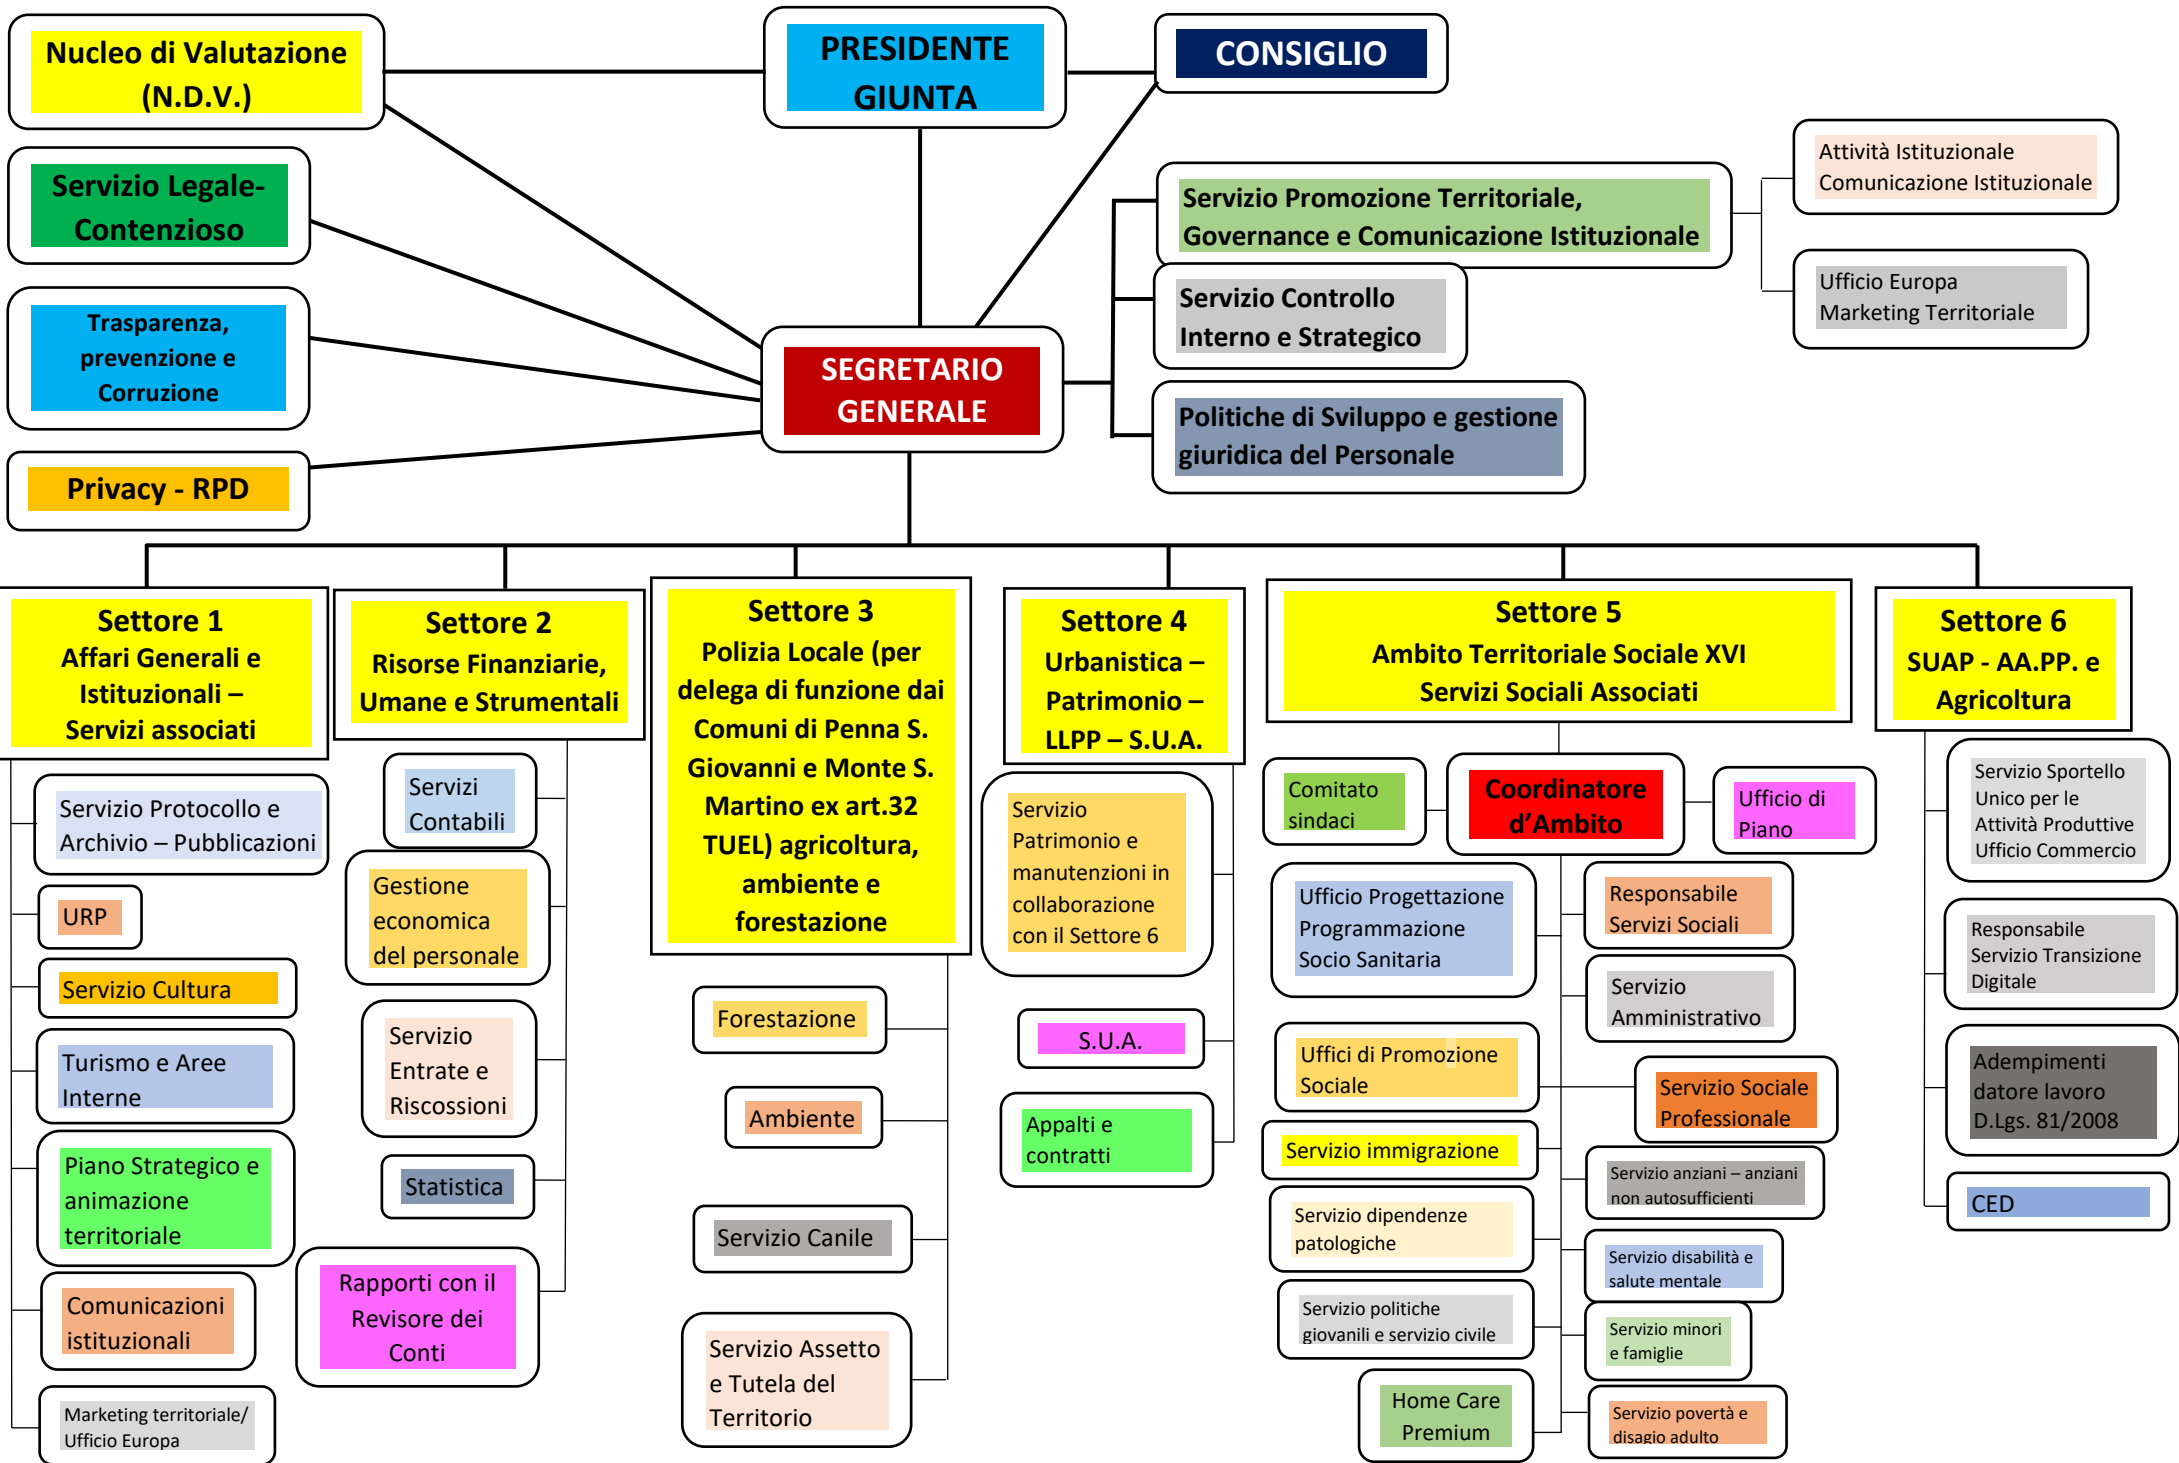 Nucleo di Valutazione
(N.D.V.)
PRESIDENTE
GIUNTA
CONSIGLIO
Servizio Legale-
Contenzioso
Trasparenza,
prevenzione e
Corruzione
Privacy - RPD
SEGRETARIO
GENERALE
Servizio Promozione Territoriale,
Governance e Comunicazione Istituzionale
Attività Istituzionale
Comunicazione Istituzionale
Ufficio Europa
Marketing Territoriale
Servizio Controllo
Interno e Strategico
Politiche di Sviluppo e gestione
giuridica del Personale
Settore 1
Affari Generali e
Istituzionali –
Servizi associati
Servizio Protocollo e
Archivio – Pubblicazioni
URP
Servizio Cultura
Turismo e Aree
Interne
Piano Strategico e
animazione
territoriale
Comunicazioni
istituzionali
Marketing territoriale/
Ufficio Europa
Settore 2
Risorse Finanziarie,
Umane e Strumentali
Servizi
Contabili
Gestione
economica
del personale
Servizio
Entrate e
Riscossioni
Statistica
Rapporti con il
Revisore dei
Conti
Settore 3
Polizia Locale (per
delega di funzione dai
Comuni di Penna S.
Giovanni e Monte S.
Martino ex art.32
TUEL) agricoltura,
ambiente e
forestazione
Forestazione
Ambiente
Servizio Canile
Servizio Assetto
e Tutela del
Territorio
Settore 4
Urbanistica –
Patrimonio –
LLPP – S.U.A.
Servizio
Patrimonio e
manutenzioni in
collaborazione
con il Settore 6
S.U.A.
Appalti e
contratti
Settore 5
Ambito Territoriale Sociale XVI
Servizi Sociali Associati
Comitato
sindaci
Coordinatore
d’Ambito
Ufficio di
Piano
Ufficio Progettazione
Programmazione
Socio Sanitaria
Responsabile
Servizi Sociali
Servizio
Amministrativo
Uffici di Promozione
Sociale
Servizio Sociale
Professionale
Servizio immigrazione
Servizio anziani – anziani
non autosufficienti
Servizio dipendenze
patologiche
Servizio disabilità e
salute mentale
Servizio politiche
giovanili e servizio civile
Servizio minori
e famiglie
Home Care
Premium
Servizio povertà e
disagio adulto
Settore 6
SUAP - AA.PP. e
Agricoltura
Servizio Sportello
Unico per le
Attività Produttive
Ufficio Commercio
Responsabile
Servizio Transizione
Digitale
Adempimenti
datore lavoro
D.Lgs. 81/2008
CED